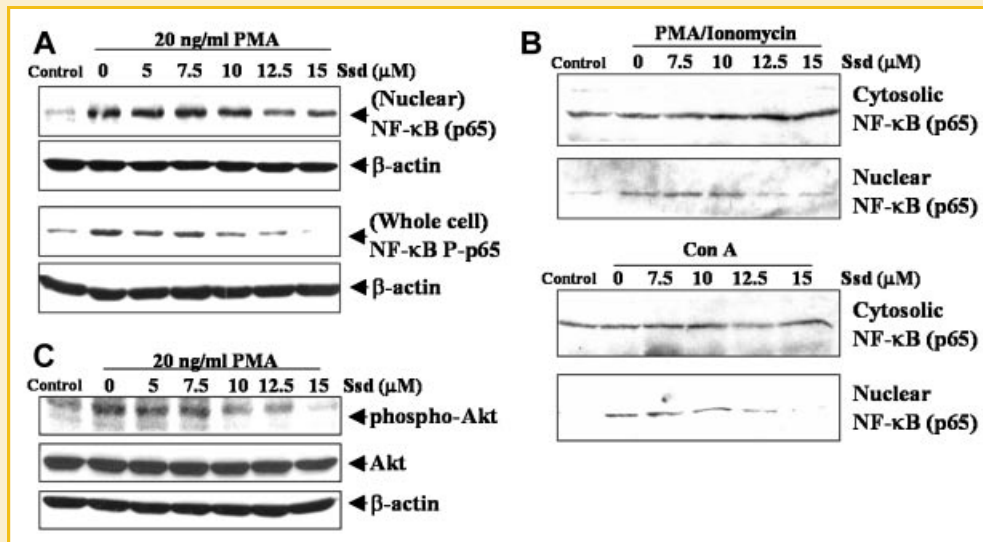 A
20 ng/ml PMA
Control 0 5 7.5 10 12.5 15 Ssd (μM)
(Nuclear)
NF-κB (p65)
β-actin
(Whole cell)
NF-κB P-p65
β-actin
C
20 ng/ml PMA
Control 0 5 7.5 10 12.5 15 Ssd (μM)
phospho-Akt
Akt
β-actin
B
PMA/Ionomycin
Control 0 7.5 10 12.5 15 Ssd (μM)
Cytosolic
NF-κB (p65)
Nuclear
NF-κB (p65)
Con A
Control 0 7.5 10 12.5 15 Ssd (μM)
Cytosolic
NF-κB (p65)
Nuclear
NF-κB (p65)